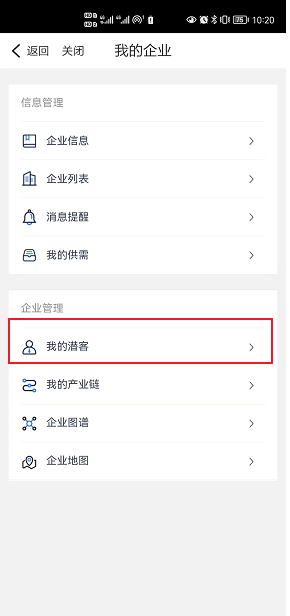 10:20
返回 关闭 我的企业
信息管理
企业信息
企业列表
消息提醒
我的供需
企业管理
我的潜客
我的产业链
企业图谱
企业地图